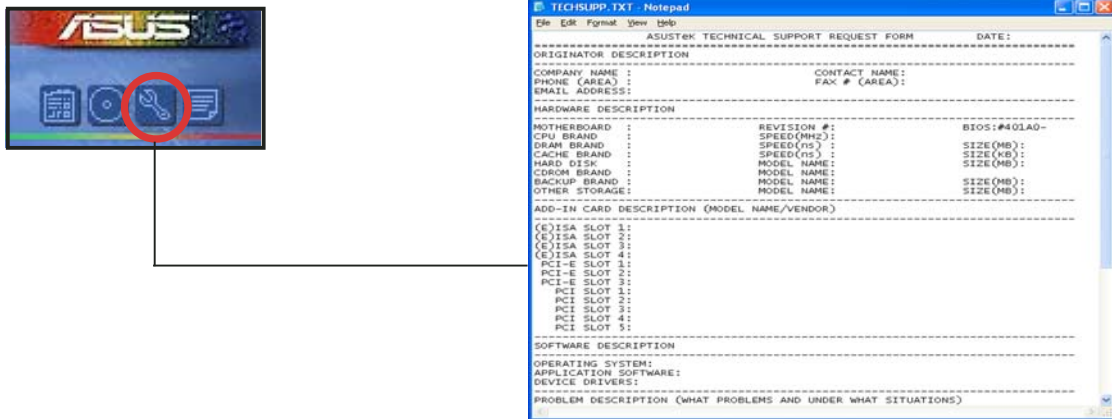 ASUS
TECHSUPP.TXT - Notepad
File Edit Format View Help
ASUSTeK TECHNICAL SUPPORT REQUEST FORM DATE:
ORIGINATOR DESCRIPTION
COMPANY NAME : CONTACT NAME:
PHONE (AREA) : FAX # (AREA):
EMAIL ADDRESS:
HARDWARE DESCRIPTION
MOTHERBOARD : REVISION #: BIOS:#401A0-
CPU BRAND : SPEED(MHz):
DRAM BRAND : SPEED(ns) : SIZE(MB):
CACHE BRAND : SPEED(ns) : SIZE(KB):
HARD DISK : MODEL NAME: SIZE(MB):
CDROM BRAND : MODEL NAME:
BACKUP BRAND : MODEL NAME: SIZE(MB):
OTHER STORAGE: MODEL NAME: SIZE(MB):
ADD-IN CARD DESCRIPTION (MODEL NAME/VENDOR)
(E)ISA SLOT 1:
(E)ISA SLOT 2:
(E)ISA SLOT 3:
(E)ISA SLOT 4:
PCI-E SLOT 1:
PCI-E SLOT 2:
PCI-E SLOT 3:
PCI SLOT 1:
PCI SLOT 2:
PCI SLOT 3:
PCI SLOT 4:
PCI SLOT 5:
SOFTWARE DESCRIPTION
OPERATING SYSTEM:
APPLICATION SOFTWARE:
DEVICE DRIVERS:
PROBLEM DESCRIPTION (WHAT PROBLEMS AND UNDER WHAT SITUATIONS)